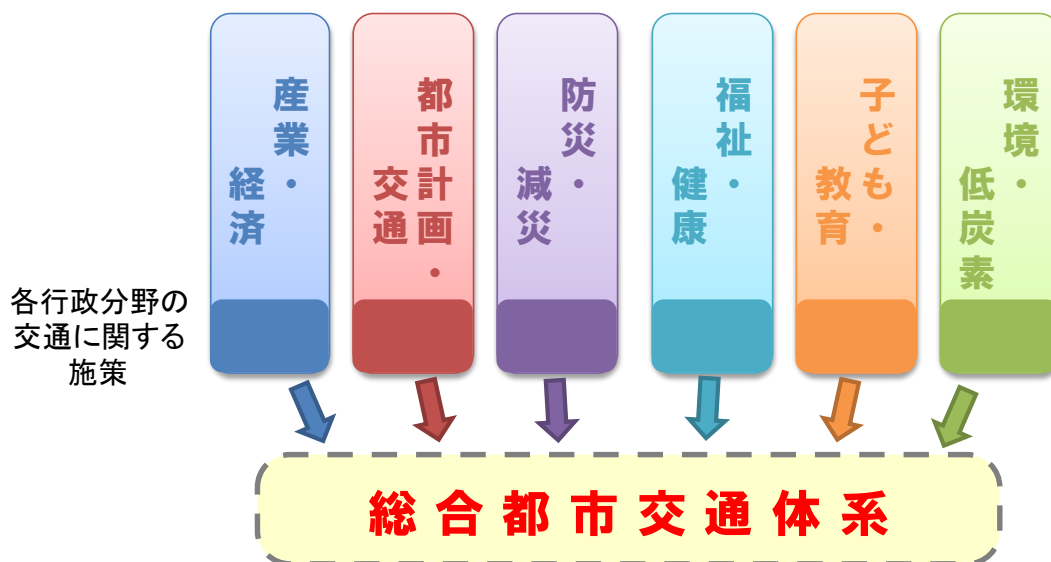 産業・
経済
都市計画・
交通
防災・
減災
福祉・
健康
子ども・
教育
環境・
低炭素
各行政分野の
交通に関する
施策
総合都市交通体系